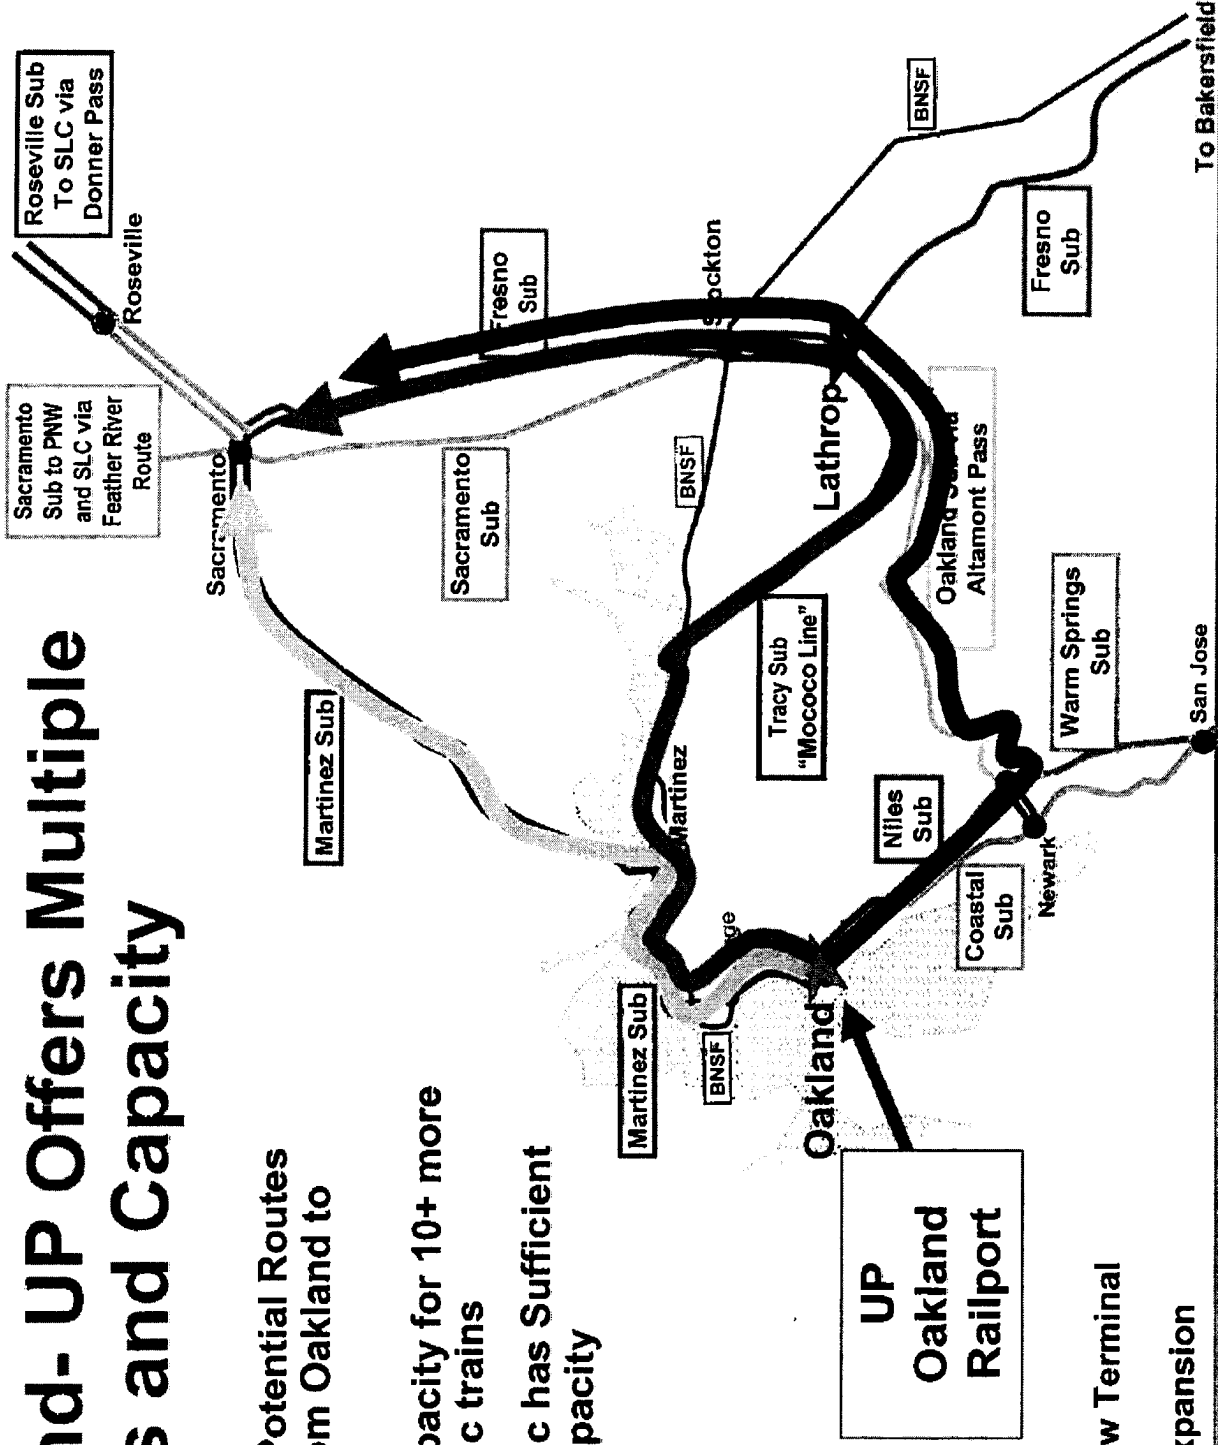 nd- UP Offers Multiple
s and Capacity
Potential Routes
om Oakland to
pacity for 10+ more
c trains
c has Sufficient
pacity
w Terminal
xpansion
UP
Oakland
Railport
Oakland
Martinez Sub
BNSF
Martinez
Martinez Sub
Sacramento
Sacramento
Sub to PNW
and SLC via
Feather River
Route
Roseville Sub
To SLC via
Donner Pass
Roseville
Sacramento
Sub
Fresno
Sub
Stockton
BNSF
BNSF
Lathrop
Tracy Sub
"Mococo Line"
Oakland Sub via
Altamont Pass
Niles
Sub
Coastal
Sub
Newark
Warm Springs
Sub
San Jose
Fresno
Sub
To Bakersfield